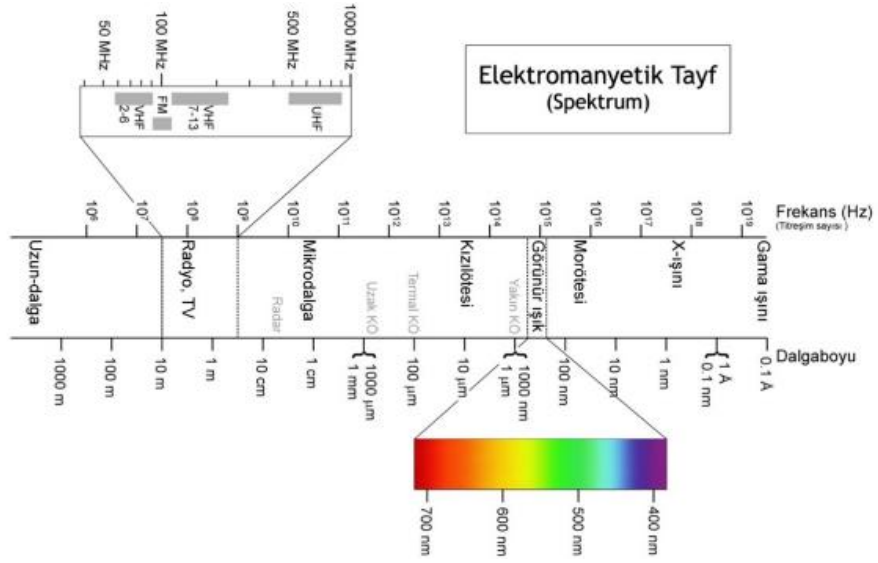 Elektromanyetik Tayf
(Spektrum)
50 MHz
100 MHz
500 MHz
1000 MHz
VHF
2-6
FM
VHF
7-13
UHF
Frekans (Hz)
(Titreşim sayısı )
10⁶
10⁷
10⁸
10⁹
10¹⁰
10¹¹
10¹²
10¹³
10¹⁴
10¹⁵
10¹⁶
10¹⁷
10¹⁸
10¹⁹
Uzun-dalga
Radyo, TV
Mikrodalga
Kızılötesi
Görünür ışık
Morötesi
X-ışını
Gama ışını
Radar
Uzak KÖ
Termal KÖ
Yakın KÖ
Dalgaboyu
1000 m
100 m
10 m
1 m
10 cm
1 cm
1000 µm
1 mm
100 µm
10 µm
1000 nm
1 µm
100 nm
10 nm
1 nm
1 Å
0.1 nm
0.1 Å
700 nm
600 nm
500 nm
400 nm